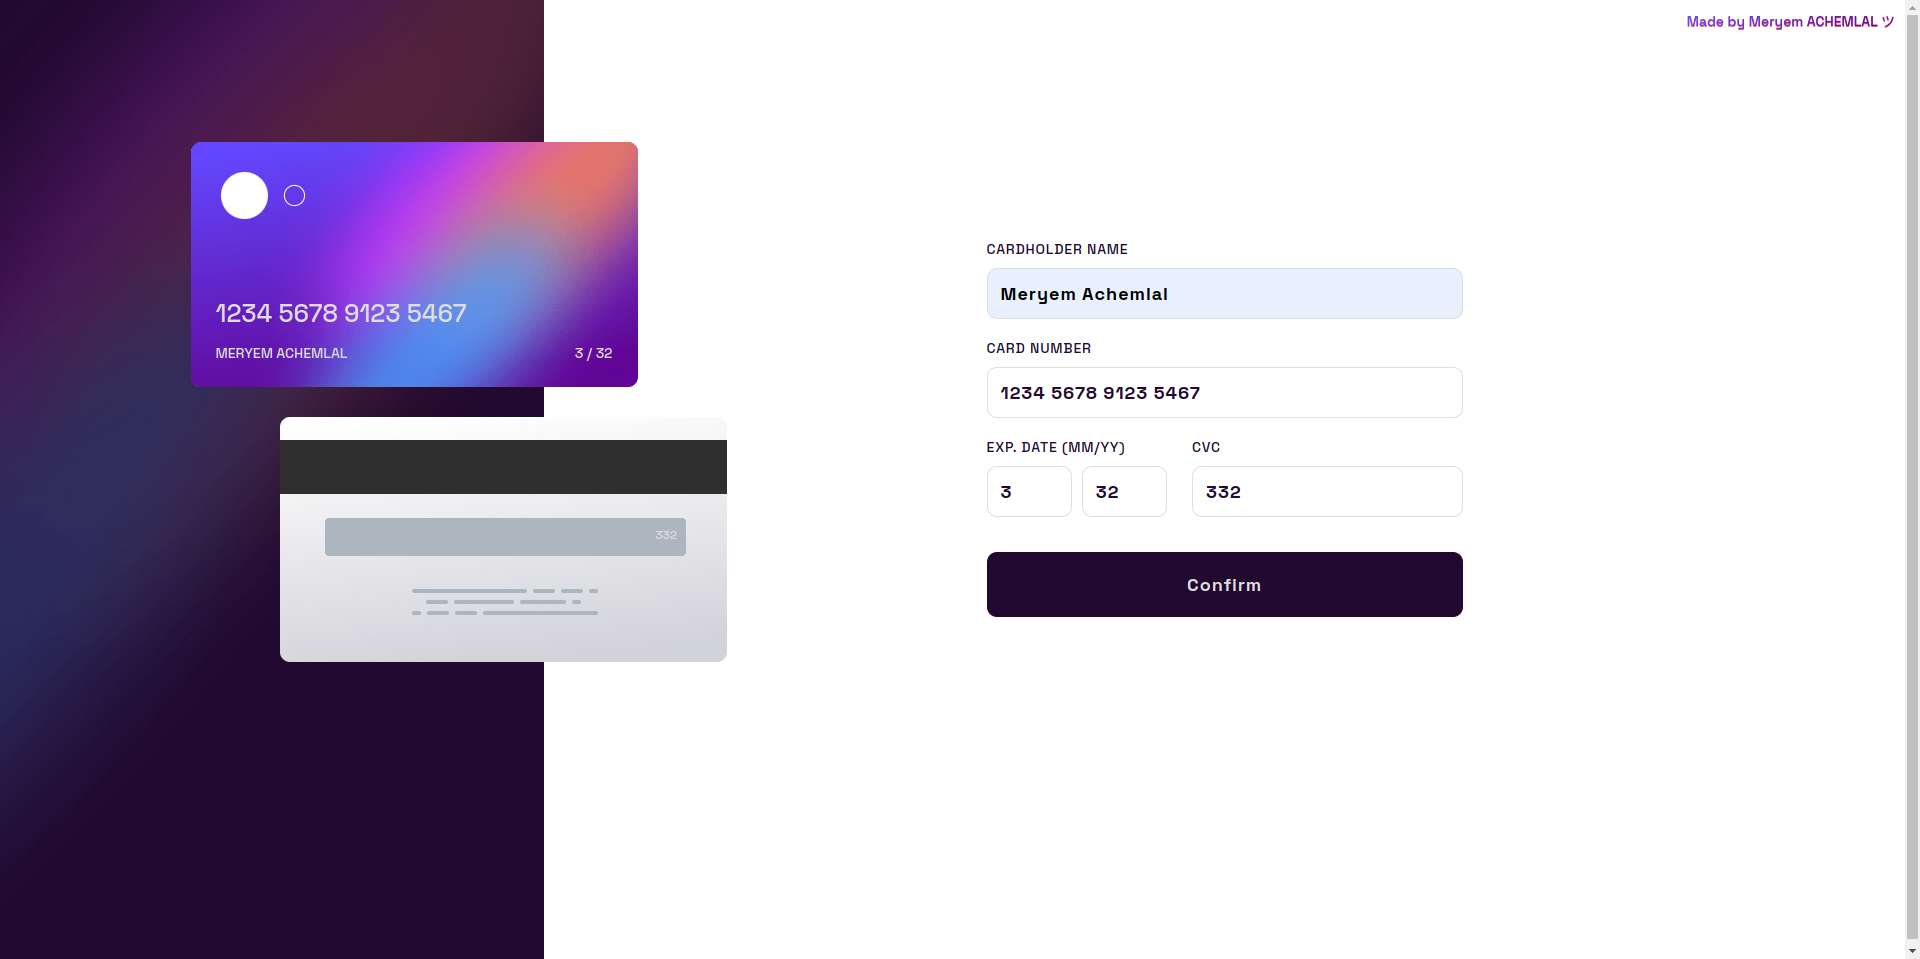 Made by Meryem ACHEMLAL ツ
1234 5678 9123 5467
MERYEM ACHEMLAL 3 / 32
332
CARDHOLDER NAME
Meryem Achemlal
CARD NUMBER
1234 5678 9123 5467
EXP. DATE (MM/YY) CVC
3 32 332
Confirm